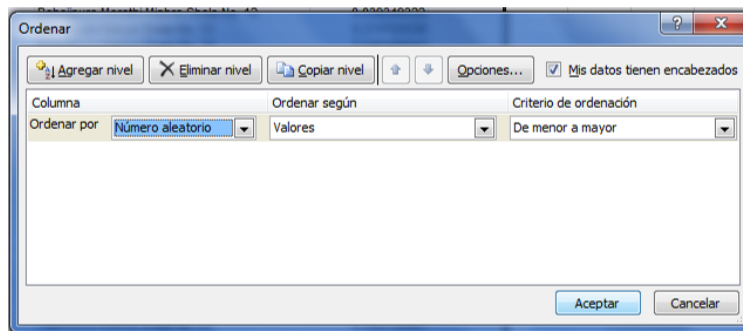 Ordenar
Agregar nivel Eliminar nivel Copiar nivel Opciones... Mis datos tienen encabezados
Columna Ordenar según Criterio de ordenación
Ordenar por Número aleatorio Valores De menor a mayor
Aceptar Cancelar